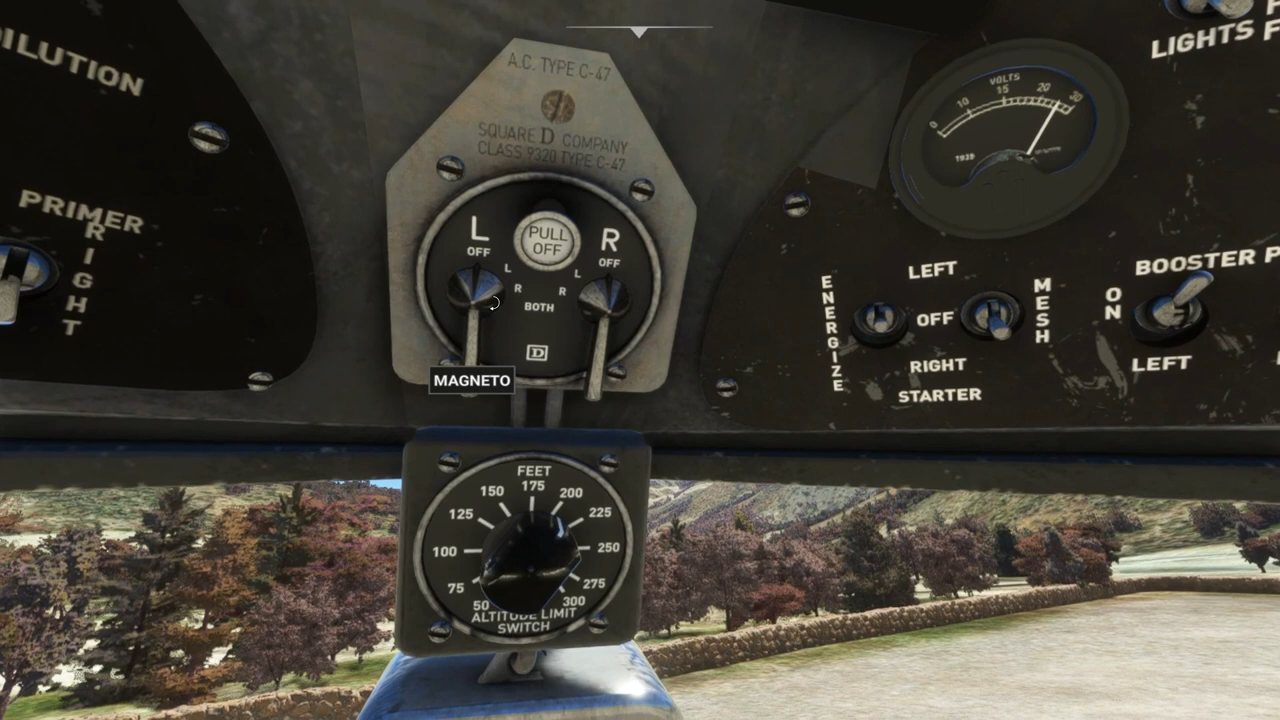 DILUTION
PRIMER
RIGHT
A.C. TYPE C-47
SQUARE D COMPANY
CLASS 9320 TYPE C-47
PULL
OFF
L
OFF
R
OFF
L
R
L
R
BOTH
D
MAGNETO
FEET
50
75
100
125
150
175
200
225
250
275
300
ALTITUDE LIMIT
SWITCH
VOLTS
0
10
15
20
30
T935
LIGHTS
ENERGIZE
LEFT
OFF
RIGHT
STARTER
MESH
BOOSTER P
ON
LEFT